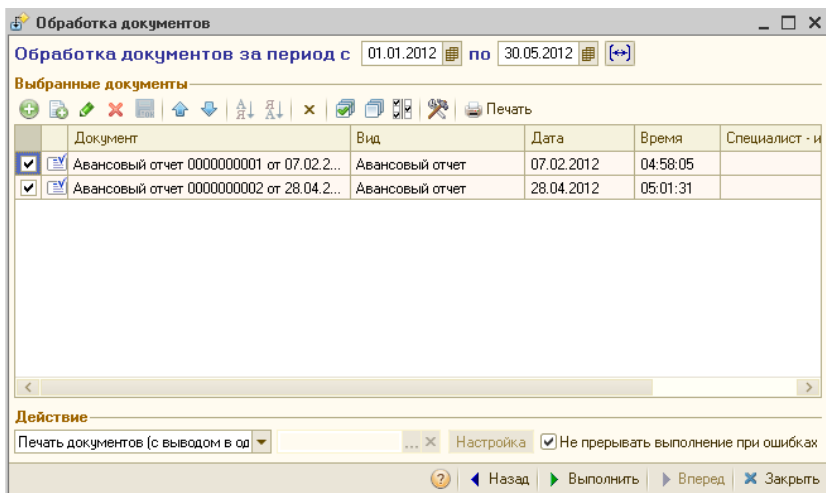 Обработка документов
Обработка документов за период с 01.01.2012 по 30.05.2012
Выбранные документы
Печать
Документ Вид Дата Время Специалист - и
Авансовый отчет 0000000001 от 07.02.2... Авансовый отчет 07.02.2012 04:58:05
Авансовый отчет 0000000002 от 28.04.2... Авансовый отчет 28.04.2012 05:01:31
Действие
Печать документов (с выводом в од ... Настройка Не прерывать выполнение при ошибках
Назад Выполнить Вперед Закрыть